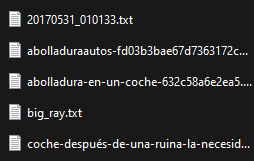 20170531_010133.txt
abolladuraautos-fd03b3bae67d7363172c...
abolladura-en-un-coche-632c58a6e2ea5....
big_ray.txt
coche-después-de-una-ruina-la-necesid...